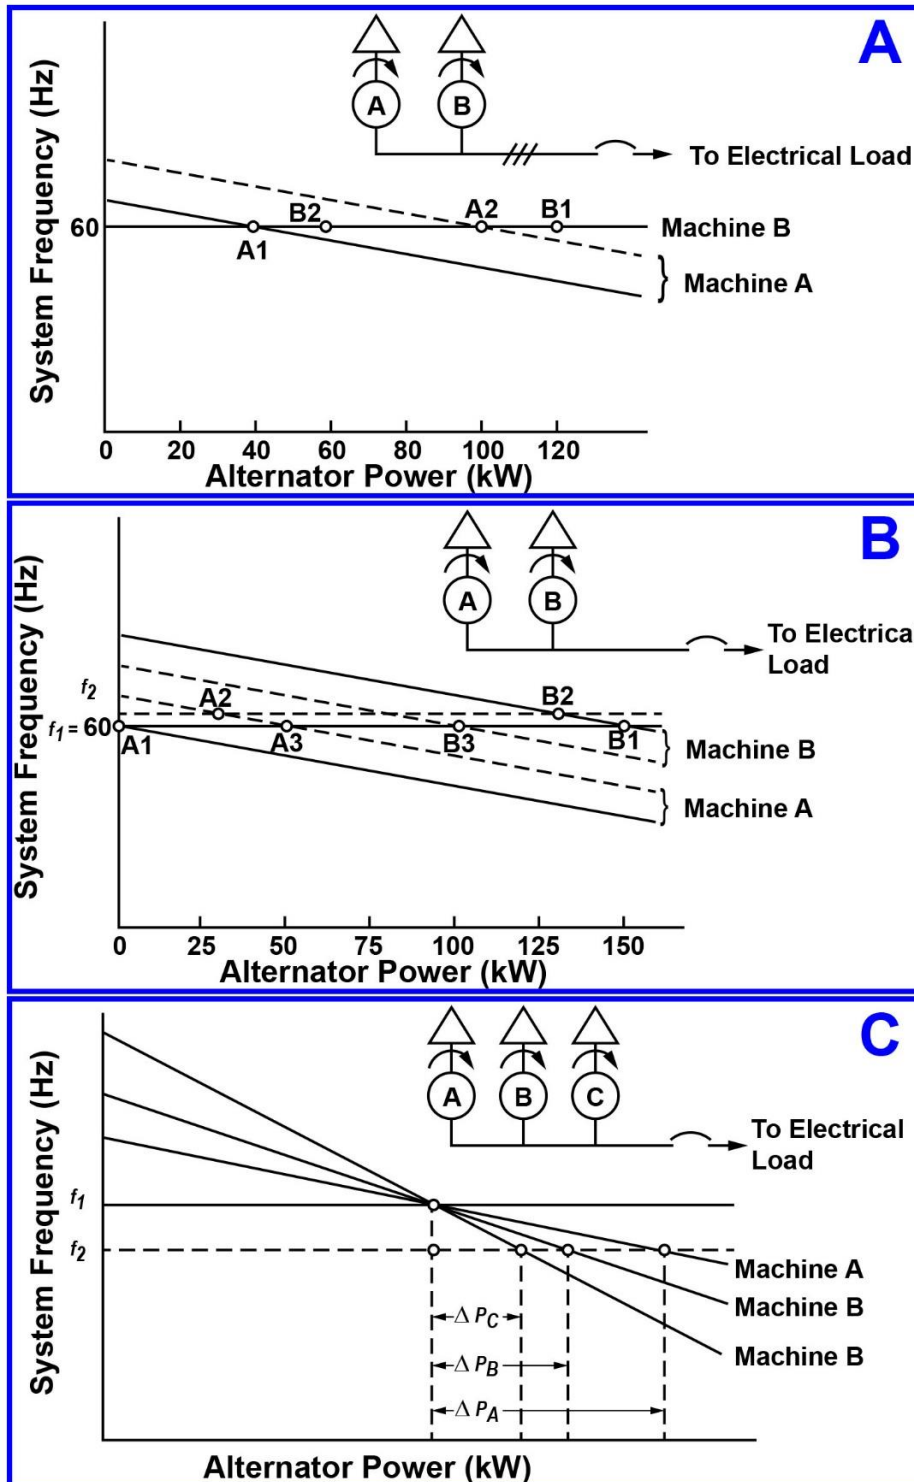 A
System Frequency (Hz)
A B
To Electrical Load
B2 A2 B1
60
Machine B
A1
Machine A
0 20 40 60 80 100 120
Alternator Power (kW)
B
System Frequency (Hz)
A B
To Electrica
Load
f2
A2 B2
f1 = 60
A1 A3 B3 B1
Machine B
Machine A
0 25 50 75 100 125 150
Alternator Power (kW)
C
System Frequency (Hz)
A B C
To Electrical
Load
f1
f2
Machine A
Machine B
Δ PC
Machine B
Δ PB
Δ PA
Alternator Power (kW)